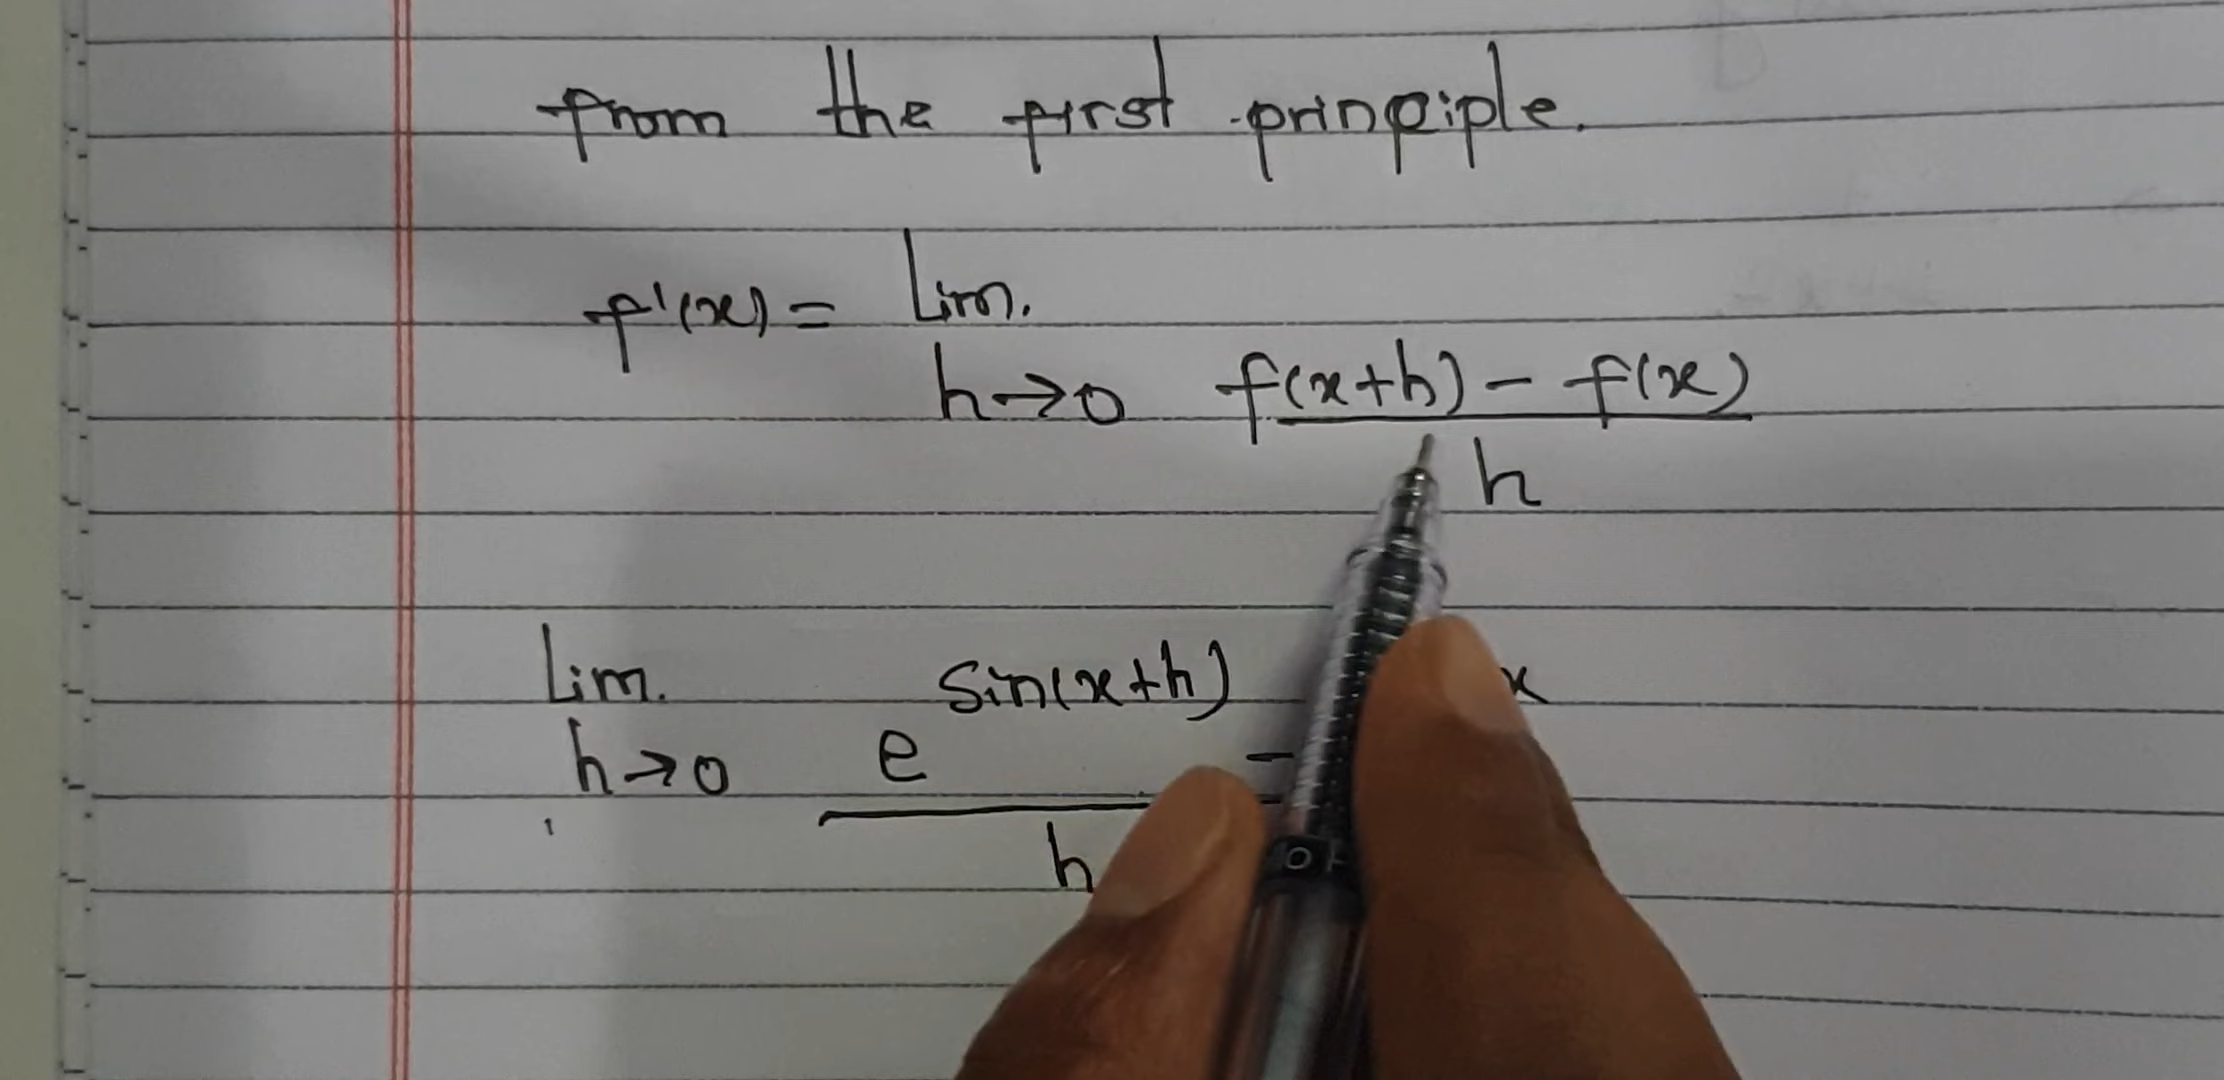 from the first principle.
f'(x) = Lim.
h→0 f(x+h) - f(x)
h
Lim. sin(x+h) x
h→0 e -
h